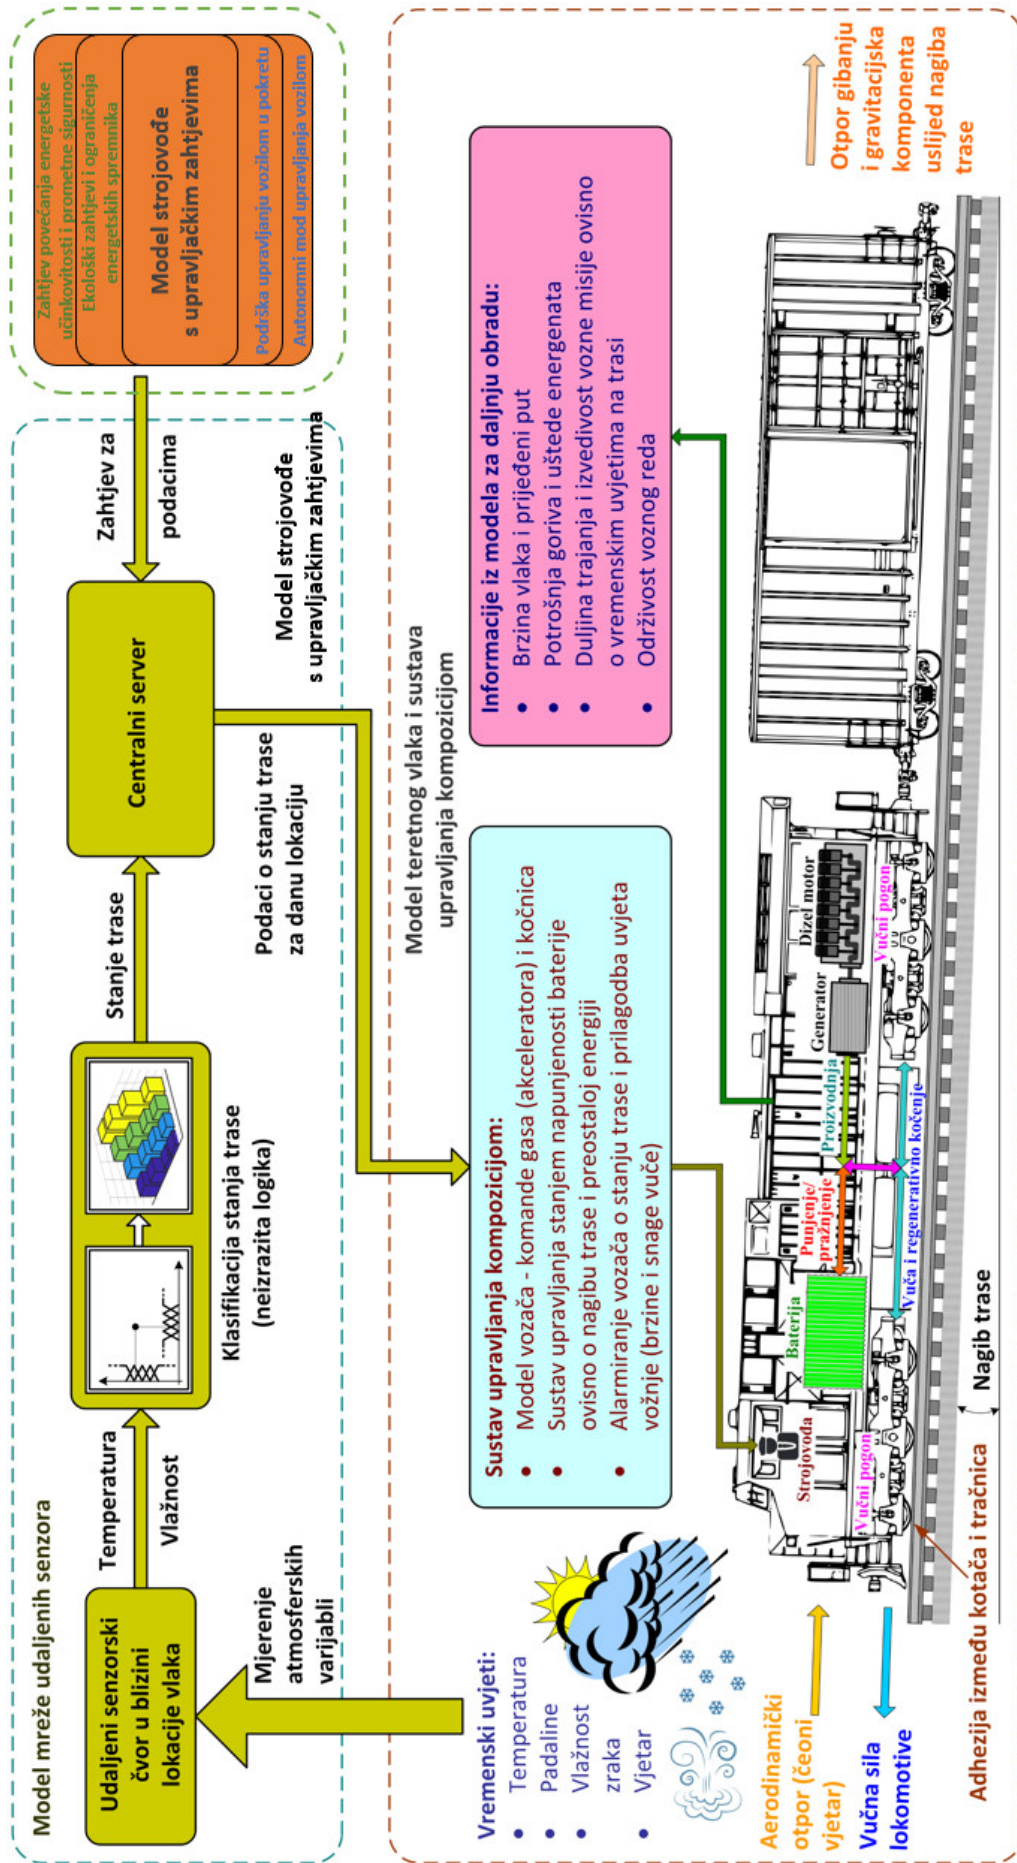 Model mreže udaljenih senzora
Udaljeni senzorski
čvor u blizini
lokacije vlaka
Temperatura
Vlažnost
Klasifikacija stanja trase
(neizrazita logika)
Stanje trase
Centralni server
Zahtjev za
podacima
Zahtjev povećanja energetske
učinkovitosti i prometne sigurnosti
Ekološki zahtjevi i ograničenja
energetskih spremnika
Model strojovođe
s upravljačkim zahtjevima
Podrška upravljanju vozilom u pokretu
Autonomni mod upravljanja vozilom
Mjerenje
atmosferskih
varijabli
Podaci o stanju trase
za danu lokaciju
Model strojovođe
s upravljačkim zahtjevima
Model teretnog vlaka i sustava
upravljanja kompozicijom
Vremenski uvjeti:
• Temperatura
• Padaline
• Vlažnost
zraka
• Vjetar
Sustav upravljanja kompozicijom:
• Model vozača - komande gasa (akceleratora) i kočnica
• Sustav upravljanja stanjem napunjenosti baterije
ovisno o nagibu trase i preostaloj energiji
• Alarmiranje vozača o stanju trase i prilagodba uvjeta
vožnje (brzine i snage vuče)
Informacije iz modela za daljnju obradu:
• Brzina vlaka i prijeđeni put
• Potrošnja goriva i uštede energenata
• Duljina trajanja i izvedivost vozne misije ovisno
o vremenskim uvjetima na trasi
• Održivost voznog reda
Aerodinamički
otpor (čeoni
vjetar)
Vučna sila
lokomotive
Strojovođa
Baterija
Punjenje/
pražnjenje
Proizvodnja
Generator
Dizel motor
Vučni pogon
Vuča i regenerativno kočenje
Vučni pogon
Otpor gibanju
i gravitacijska
komponenta
uslijed nagiba
trase
Adhezija između kotača i tračnica
Nagib trase